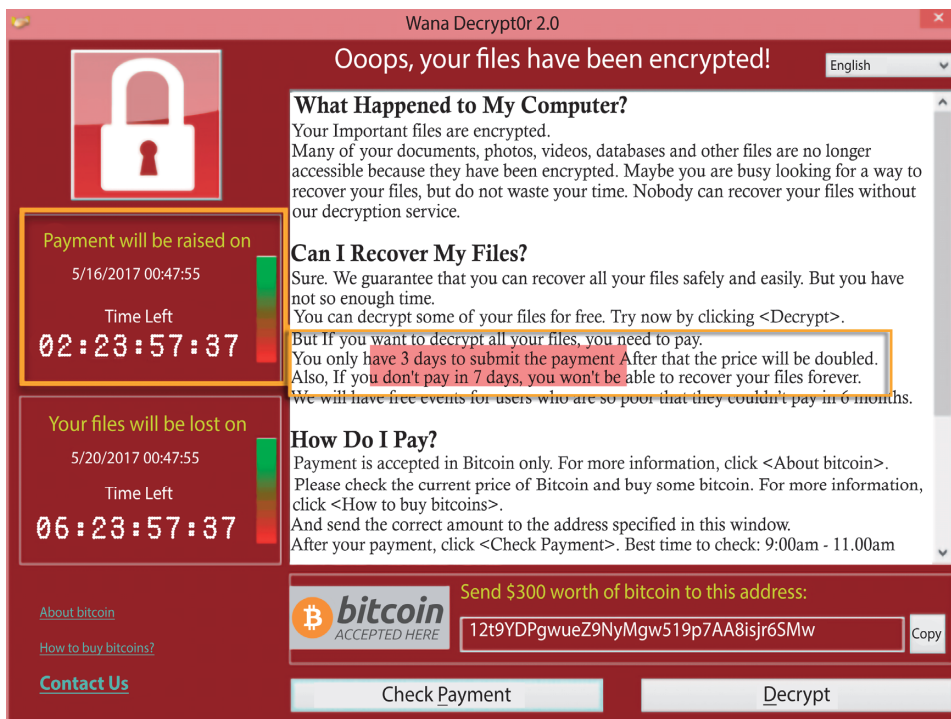 Wana Decrypt0r 2.0
Ooops, your files have been encrypted!
English
What Happened to My Computer?
Your Important files are encrypted.
Many of your documents, photos, videos, databases and other files are no longer
accessible because they have been encrypted. Maybe you are busy looking for a way to
recover your files, but do not waste your time. Nobody can recover your files without
our decryption service.
Can I Recover My Files?
Sure. We guarantee that you can recover all your files safely and easily. But you have
not so enough time.
You can decrypt some of your files for free. Try now by clicking <Decrypt>.
But If you want to decrypt all your files, you need to pay.
You only have 3 days to submit the payment After that the price will be doubled.
Also, If you don't pay in 7 days, you won't be able to recover your files forever.
We will have free events for users who are so poor that they couldn't pay in 6 months.
How Do I Pay?
Payment is accepted in Bitcoin only. For more information, click <About bitcoin>.
Please check the current price of Bitcoin and buy some bitcoin. For more information,
click <How to buy bitcoins>.
And send the correct amount to the address specified in this window.
After your payment, click <Check Payment>. Best time to check: 9:00am - 11.00am
Payment will be raised on
5/16/2017 00:47:55
Time Left
02:23:57:37
Your files will be lost on
5/20/2017 00:47:55
Time Left
06:23:57:37
About bitcoin
How to buy bitcoins?
Contact Us
bitcoin
ACCEPTED HERE
Send $300 worth of bitcoin to this address:
12t9YDPgwueZ9NyMgw519p7AA8isjr6SMw
Copy
Check Payment
Decrypt